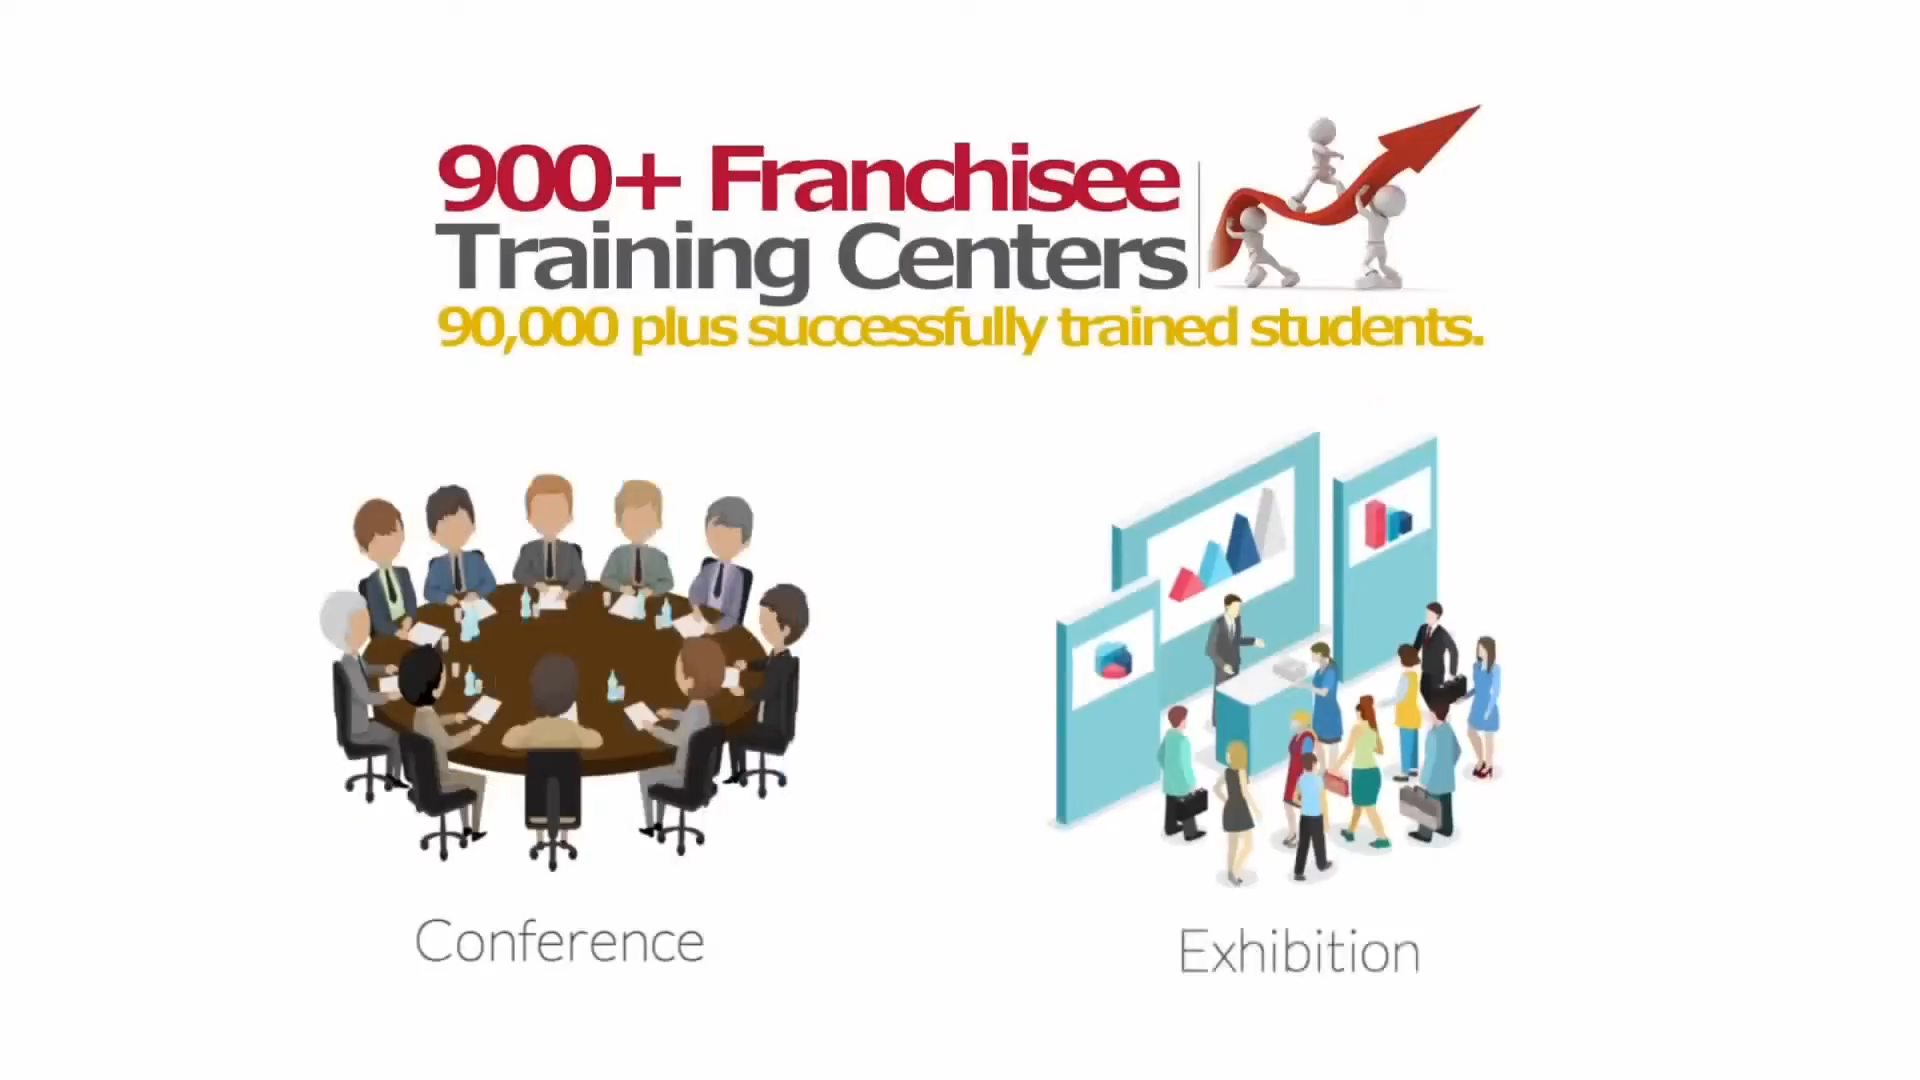 900+ Franchisee
Training Centers
90,000 plus successfully trained students.
Conference
Exhibition